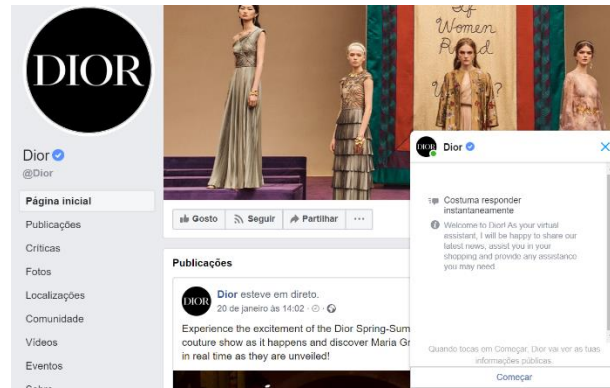 DIOR
Dior
@Dior
Página inicial
Publicações
Críticas
Fotos
Localizações
Comunidade
Vídeos
Eventos
If
Women
Gosto
Seguir
Partilhar
...
Publicações
DIOR
Dior esteve em direto.
20 de janeiro às 14:02 ·
Experience the excitement of the Dior Spring-Sum
couture show as it happens and discover Maria Gr
in real time as they are unveiled!
DIOR
Dior
Costuma responder
instantaneamente
Welcome to Dior! As your virtual
assistant, I will be happy to share our
latest news, assist you in your
shopping and provide any assistance
you may need.
Quando tocas em Começar, Dior vai ver as tuas
informações públicas.
Começar